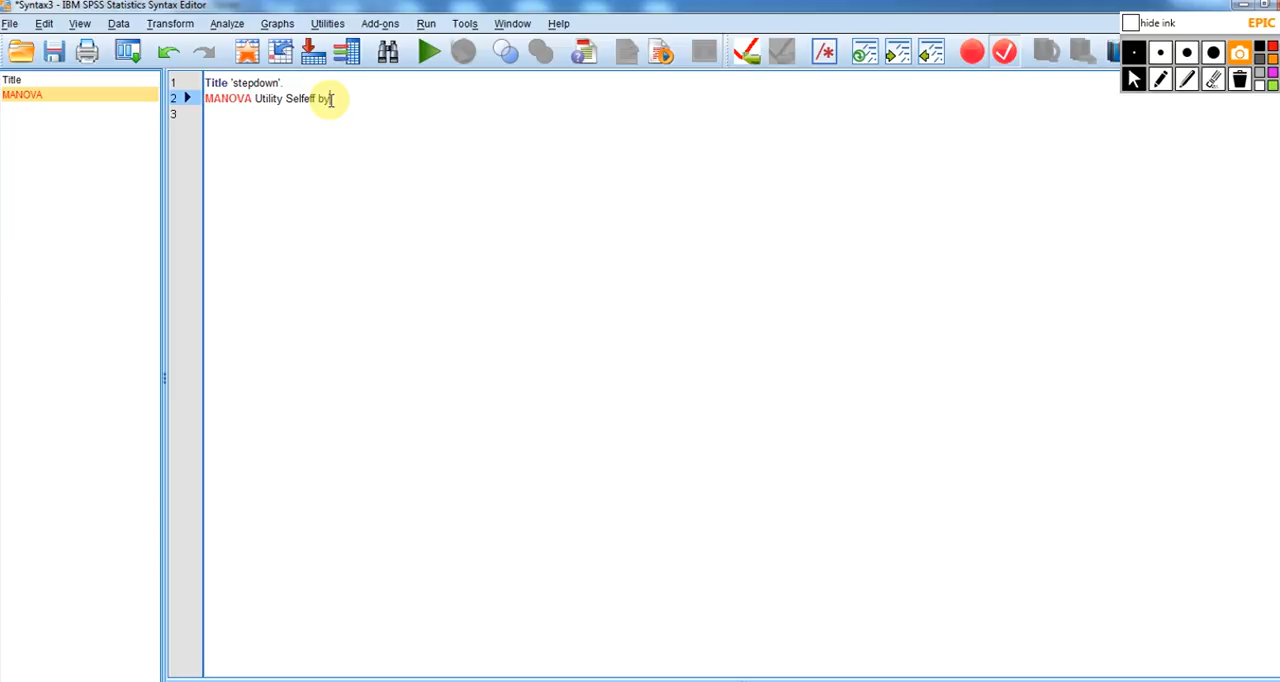 *Syntax3 - IBM SPSS Statistics Syntax Editor
File Edit View Data Transform Analyze Graphs Utilities Add-ons Run Tools Window Help
hide ink EPIC
Title
MANOVA
1 Title 'stepdown'.
2 MANOVA Utility Selfeff by
3